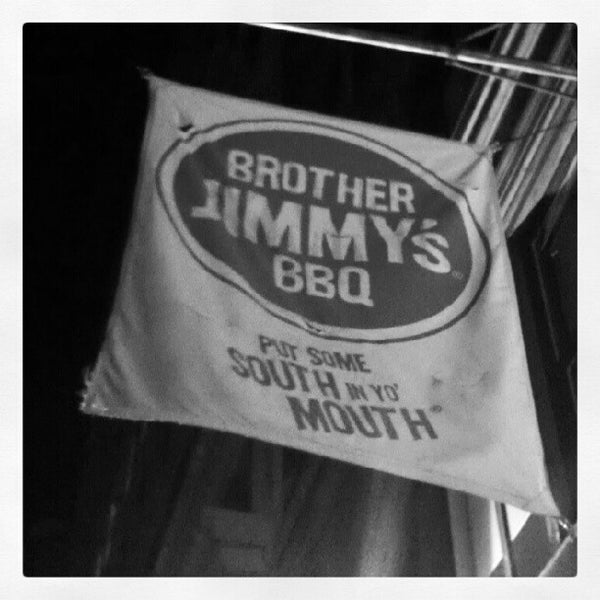 BROTHER
JIMMY'S
BBQ
PUT SOME
SOUTH IN YO'
MOUTH®